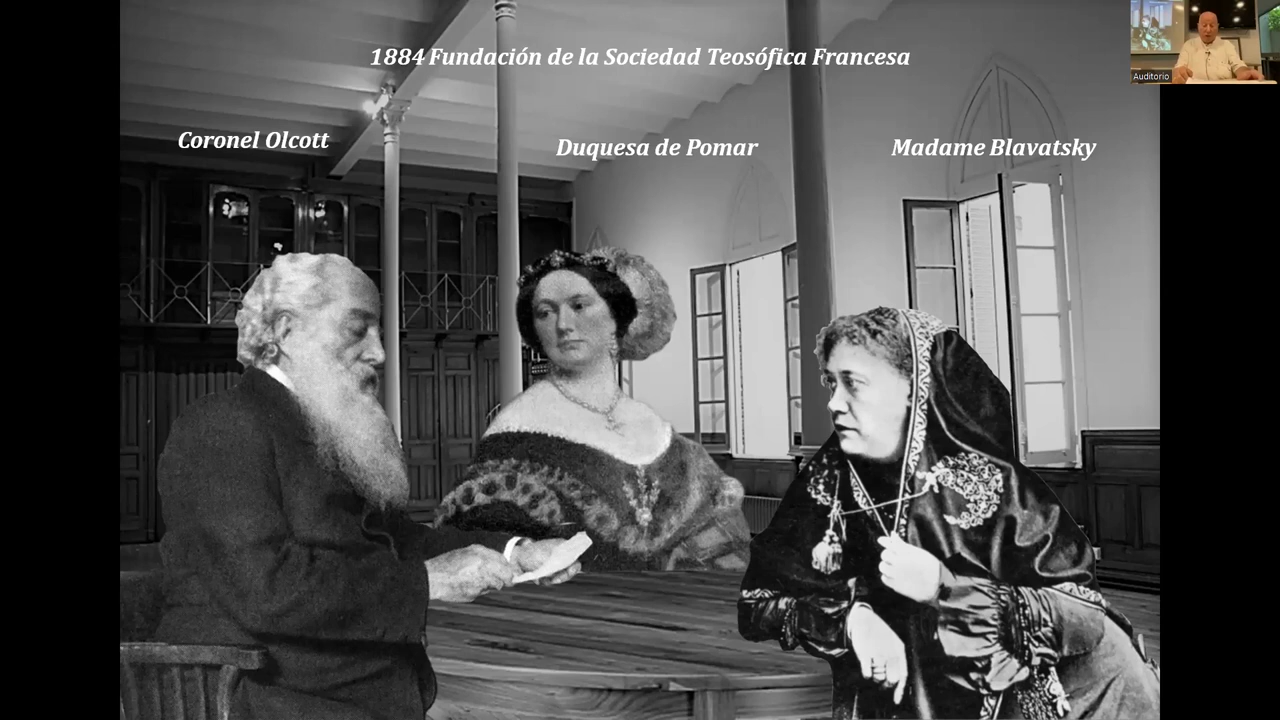 1884 Fundación de la Sociedad Teosófica Francesa
Coronel Olcott
Duquesa de Pomar
Madame Blavatsky
Auditorio